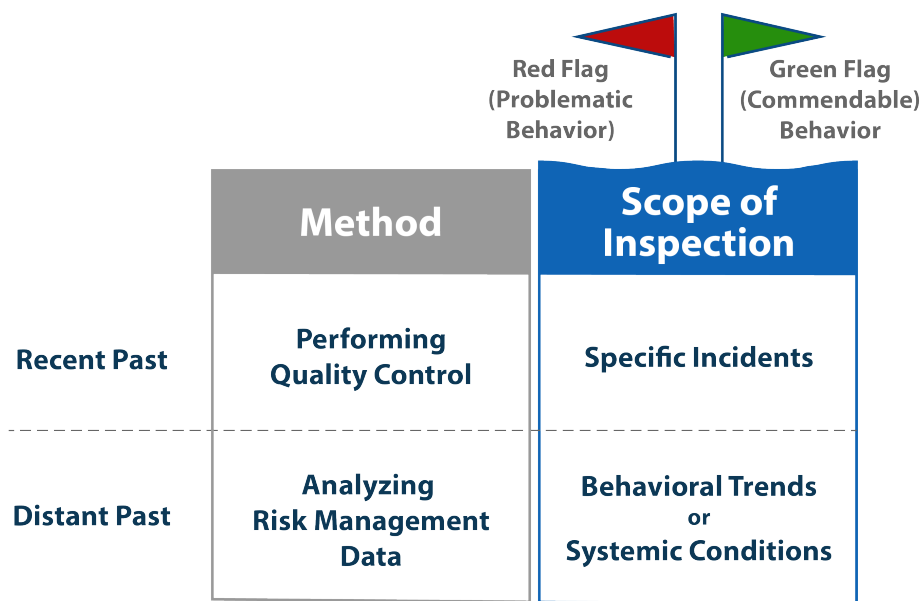 Red Flag
(Problematic
Behavior)
Green Flag
(Commendable)
Behavior
Method
Scope of
Inspection
Recent Past
Performing
Quality Control
Specific Incidents
Distant Past
Analyzing
Risk Management
Data
Behavioral Trends
or
Systemic Conditions